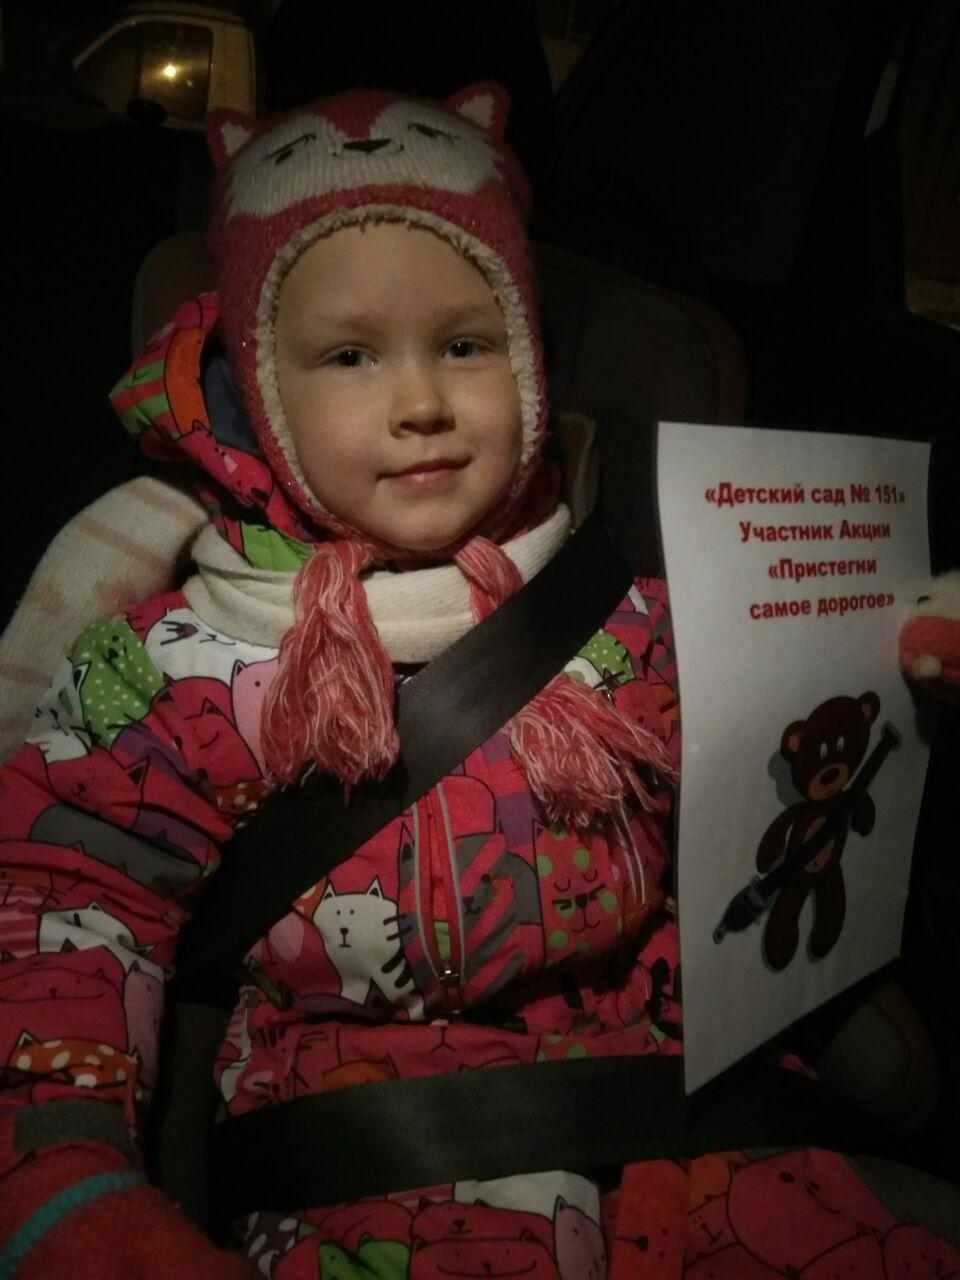 «Детский сад № 151»
Участник Акции
«Пристегни
самое дорогое»